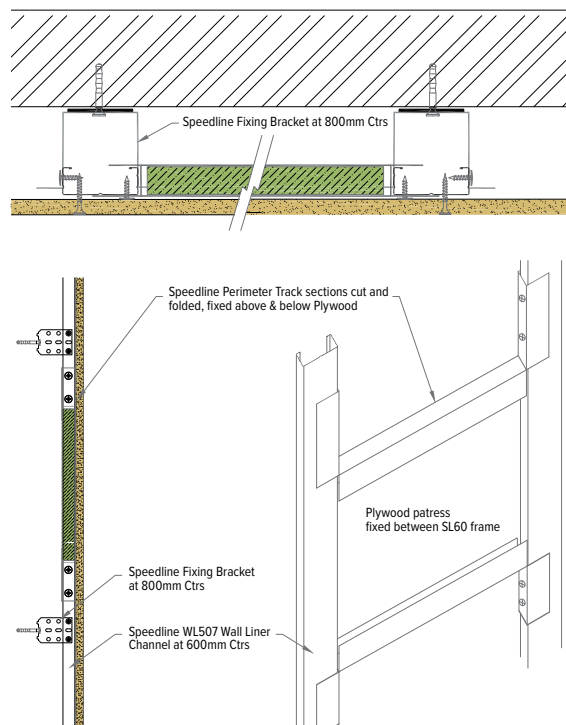 Speedline Fixing Bracket at 800mm Ctrs
Speedline Perimeter Track sections cut and
folded, fixed above & below Plywood
Plywood patress
fixed between SL60 frame
Speedline Fixing Bracket
at 800mm Ctrs
Speedline WL507 Wall Liner
Channel at 600mm Ctrs